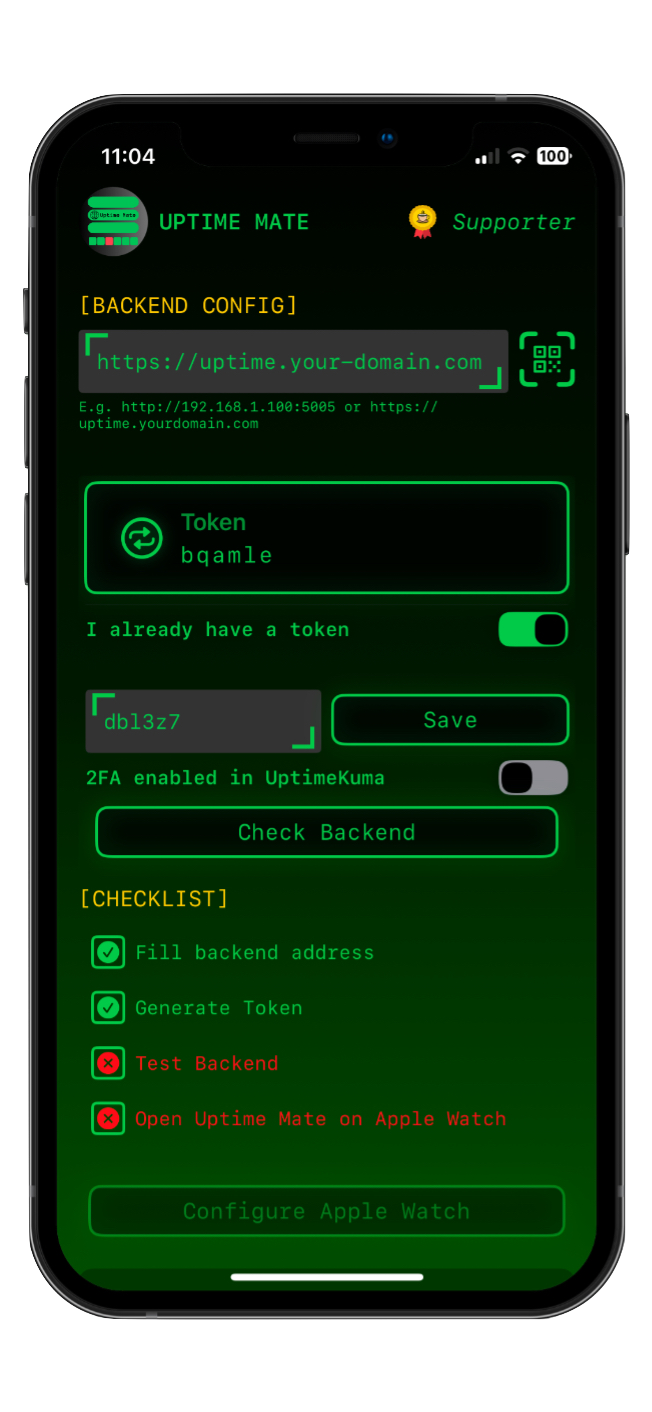 11:04
100
Uptime Mate
UPTIME MATE
Supporter
[BACKEND CONFIG]
https://uptime.your-domain.com
E.g. http://192.168.1.100:5005 or https://
uptime.yourdomain.com
Token
bqamle
I already have a token
dbl3z7
Save
2FA enabled in UptimeKuma
Check Backend
[CHECKLIST]
Fill backend address
Generate Token
Test Backend
Open Uptime Mate on Apple Watch
Configure Apple Watch